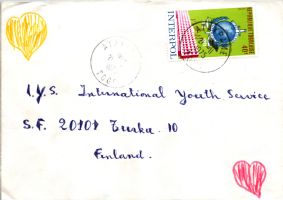 INTERPOL
I.Y.S. International Youth Service
S.F. 20101 Turku. 10
Finland.